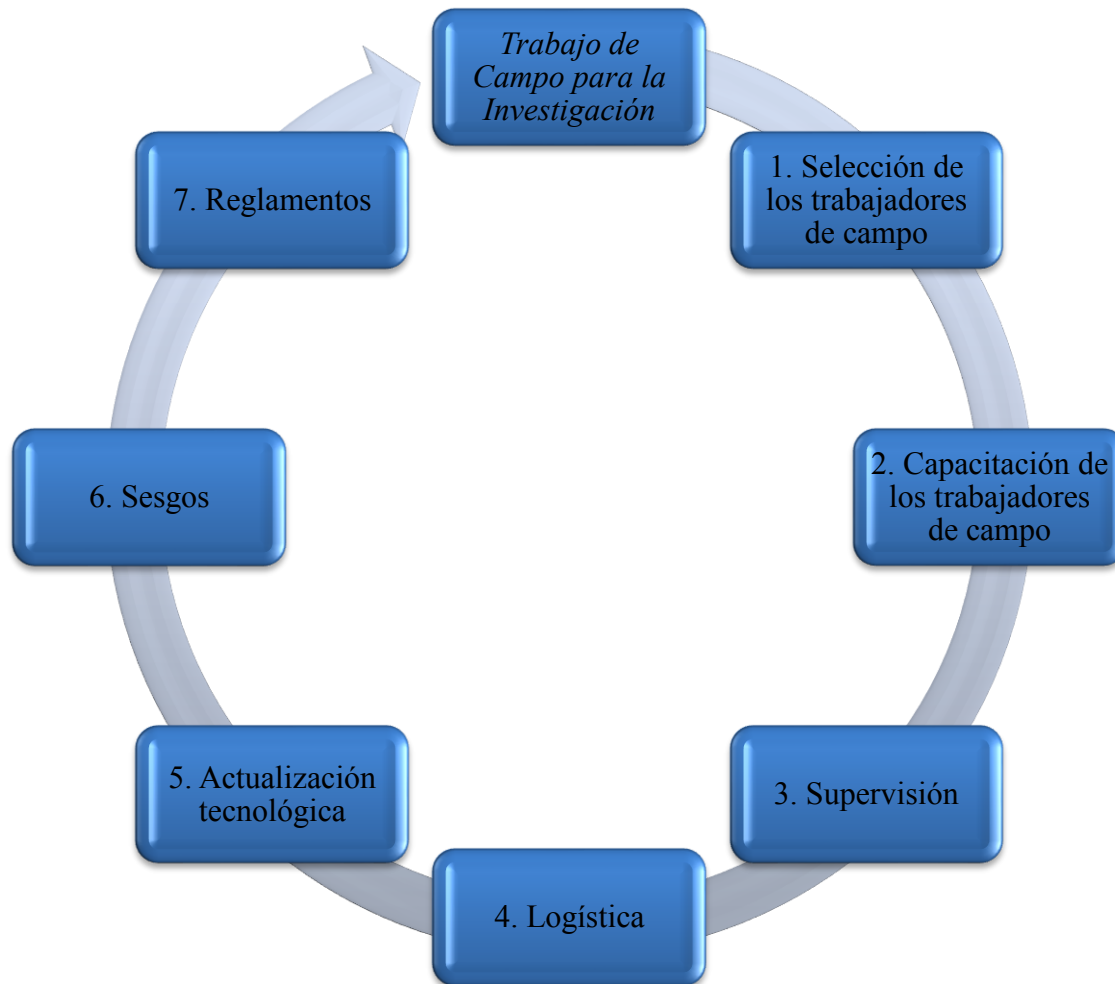 Trabajo de
Campo para la
Investigación
1. Selección de
los trabajadores
de campo
2. Capacitación de
los trabajadores
de campo
3. Supervisión
4. Logística
5. Actualización
tecnológica
6. Sesgos
7. Reglamentos